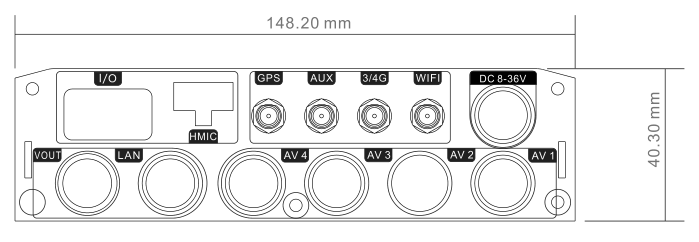 148.20 mm
I/O
GPS
AUX
3/4G
WIFI
DC 8-36V
HMIC
40.30 mm
VOUT
LAN
AV 4
AV 3
AV 2
AV 1